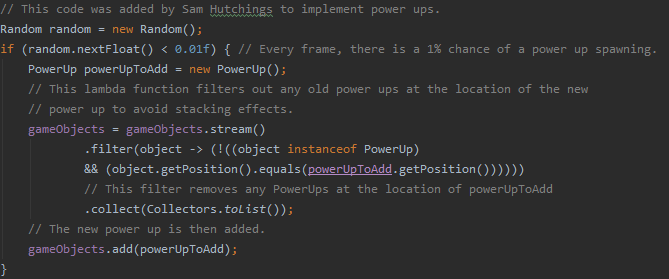 // This code was added by Sam Hutchings to implement power ups.
Random random = new Random();
if (random.nextFloat() < 0.01f) { // Every frame, there is a 1% chance of a power up spawning.
    PowerUp powerUpToAdd = new PowerUp();
    // This lambda function filters out any old power ups at the location of the new
    // power up to avoid stacking effects.
    gameObjects = gameObjects.stream()
            .filter(object -> (!((object instanceof PowerUp)
            && (object.getPosition().equals(powerUpToAdd.getPosition())))))
            // This filter removes any PowerUps at the location of powerUpToAdd
            .collect(Collectors.toList());
    // The new power up is then added.
    gameObjects.add(powerUpToAdd);
}